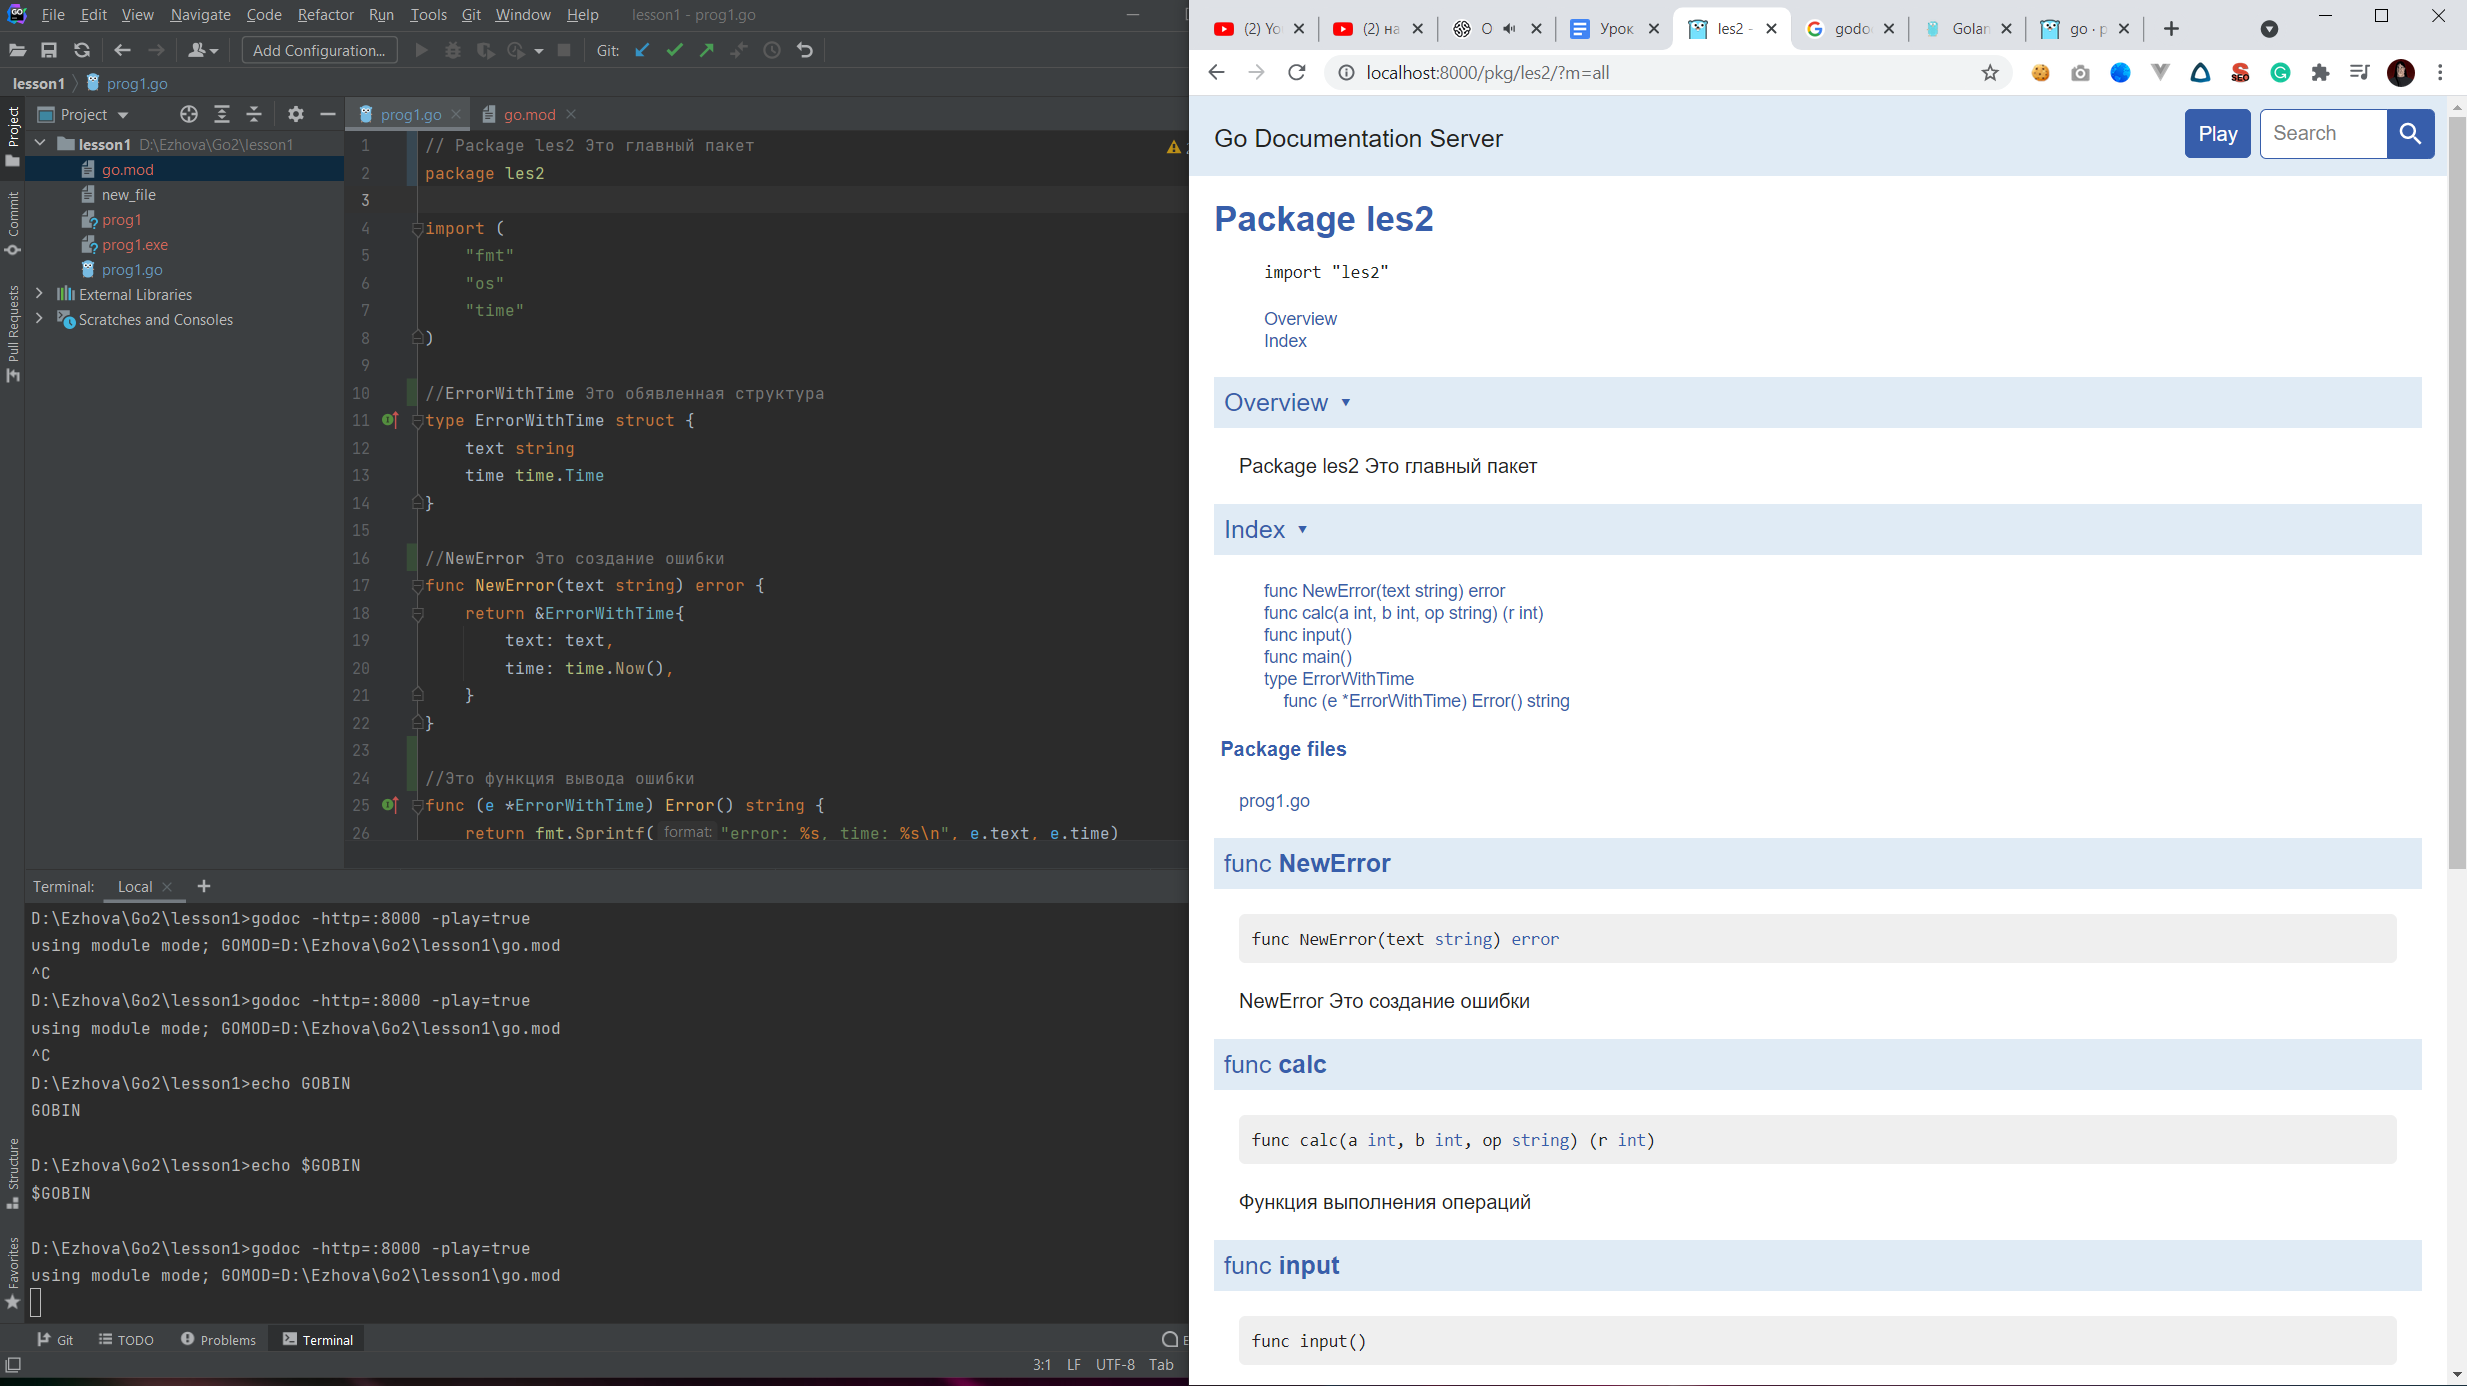 File Edit View Navigate Code Refactor Run Tools Git Window Help lesson1 - prog1.go
Add Configuration... Git:
lesson1 prog1.go
Project
lesson1 D:\Ezhova\Go2\lesson1
go.mod
new_file
prog1
prog1.exe
prog1.go
External Libraries
Scratches and Consoles
Project
Commit
Pull Requests
Structure
Favorites
prog1.go go.mod
1 // Package les2 Это главный пакет
2 package les2
3
4 import (
5 "fmt"
6 "os"
7 "time"
8 )
9
10 //ErrorWithTime Это обявленная структура
11 type ErrorWithTime struct {
12 text string
13 time time.Time
14 }
15
16 //NewError Это создание ошибки
17 func NewError(text string) error {
18 return &ErrorWithTime{
19 text: text,
20 time: time.Now(),
21 }
22 }
23
24 //Это функция вывода ошибки
25 func (e *ErrorWithTime) Error() string {
26 return fmt.Sprintf( format: "error: %s, time: %s\n", e.text, e.time)
Terminal: Local
D:\Ezhova\Go2\lesson1>godoc -http=:8000 -play=true
using module mode; GOMOD=D:\Ezhova\Go2\lesson1\go.mod
^C
D:\Ezhova\Go2\lesson1>godoc -http=:8000 -play=true
using module mode; GOMOD=D:\Ezhova\Go2\lesson1\go.mod
^C
D:\Ezhova\Go2\lesson1>echo GOBIN
GOBIN
D:\Ezhova\Go2\lesson1>echo $GOBIN
$GOBIN
D:\Ezhova\Go2\lesson1>godoc -http=:8000 -play=true
using module mode; GOMOD=D:\Ezhova\Go2\lesson1\go.mod
Git TODO Problems Terminal
3:1 LF UTF-8 Tab
(2) Yo (2) на О Урок les2 - godo Golan go · p
localhost:8000/pkg/les2/?m=all
SEO
Go Documentation Server
Play Search
Package les2
import "les2"
Overview
Index
Overview ▾
Package les2 Это главный пакет
Index ▾
func NewError(text string) error
func calc(a int, b int, op string) (r int)
func input()
func main()
type ErrorWithTime
func (e *ErrorWithTime) Error() string
Package files
prog1.go
func NewError
func NewError(text string) error
NewError Это создание ошибки
func calc
func calc(a int, b int, op string) (r int)
Функция выполнения операций
func input
func input()